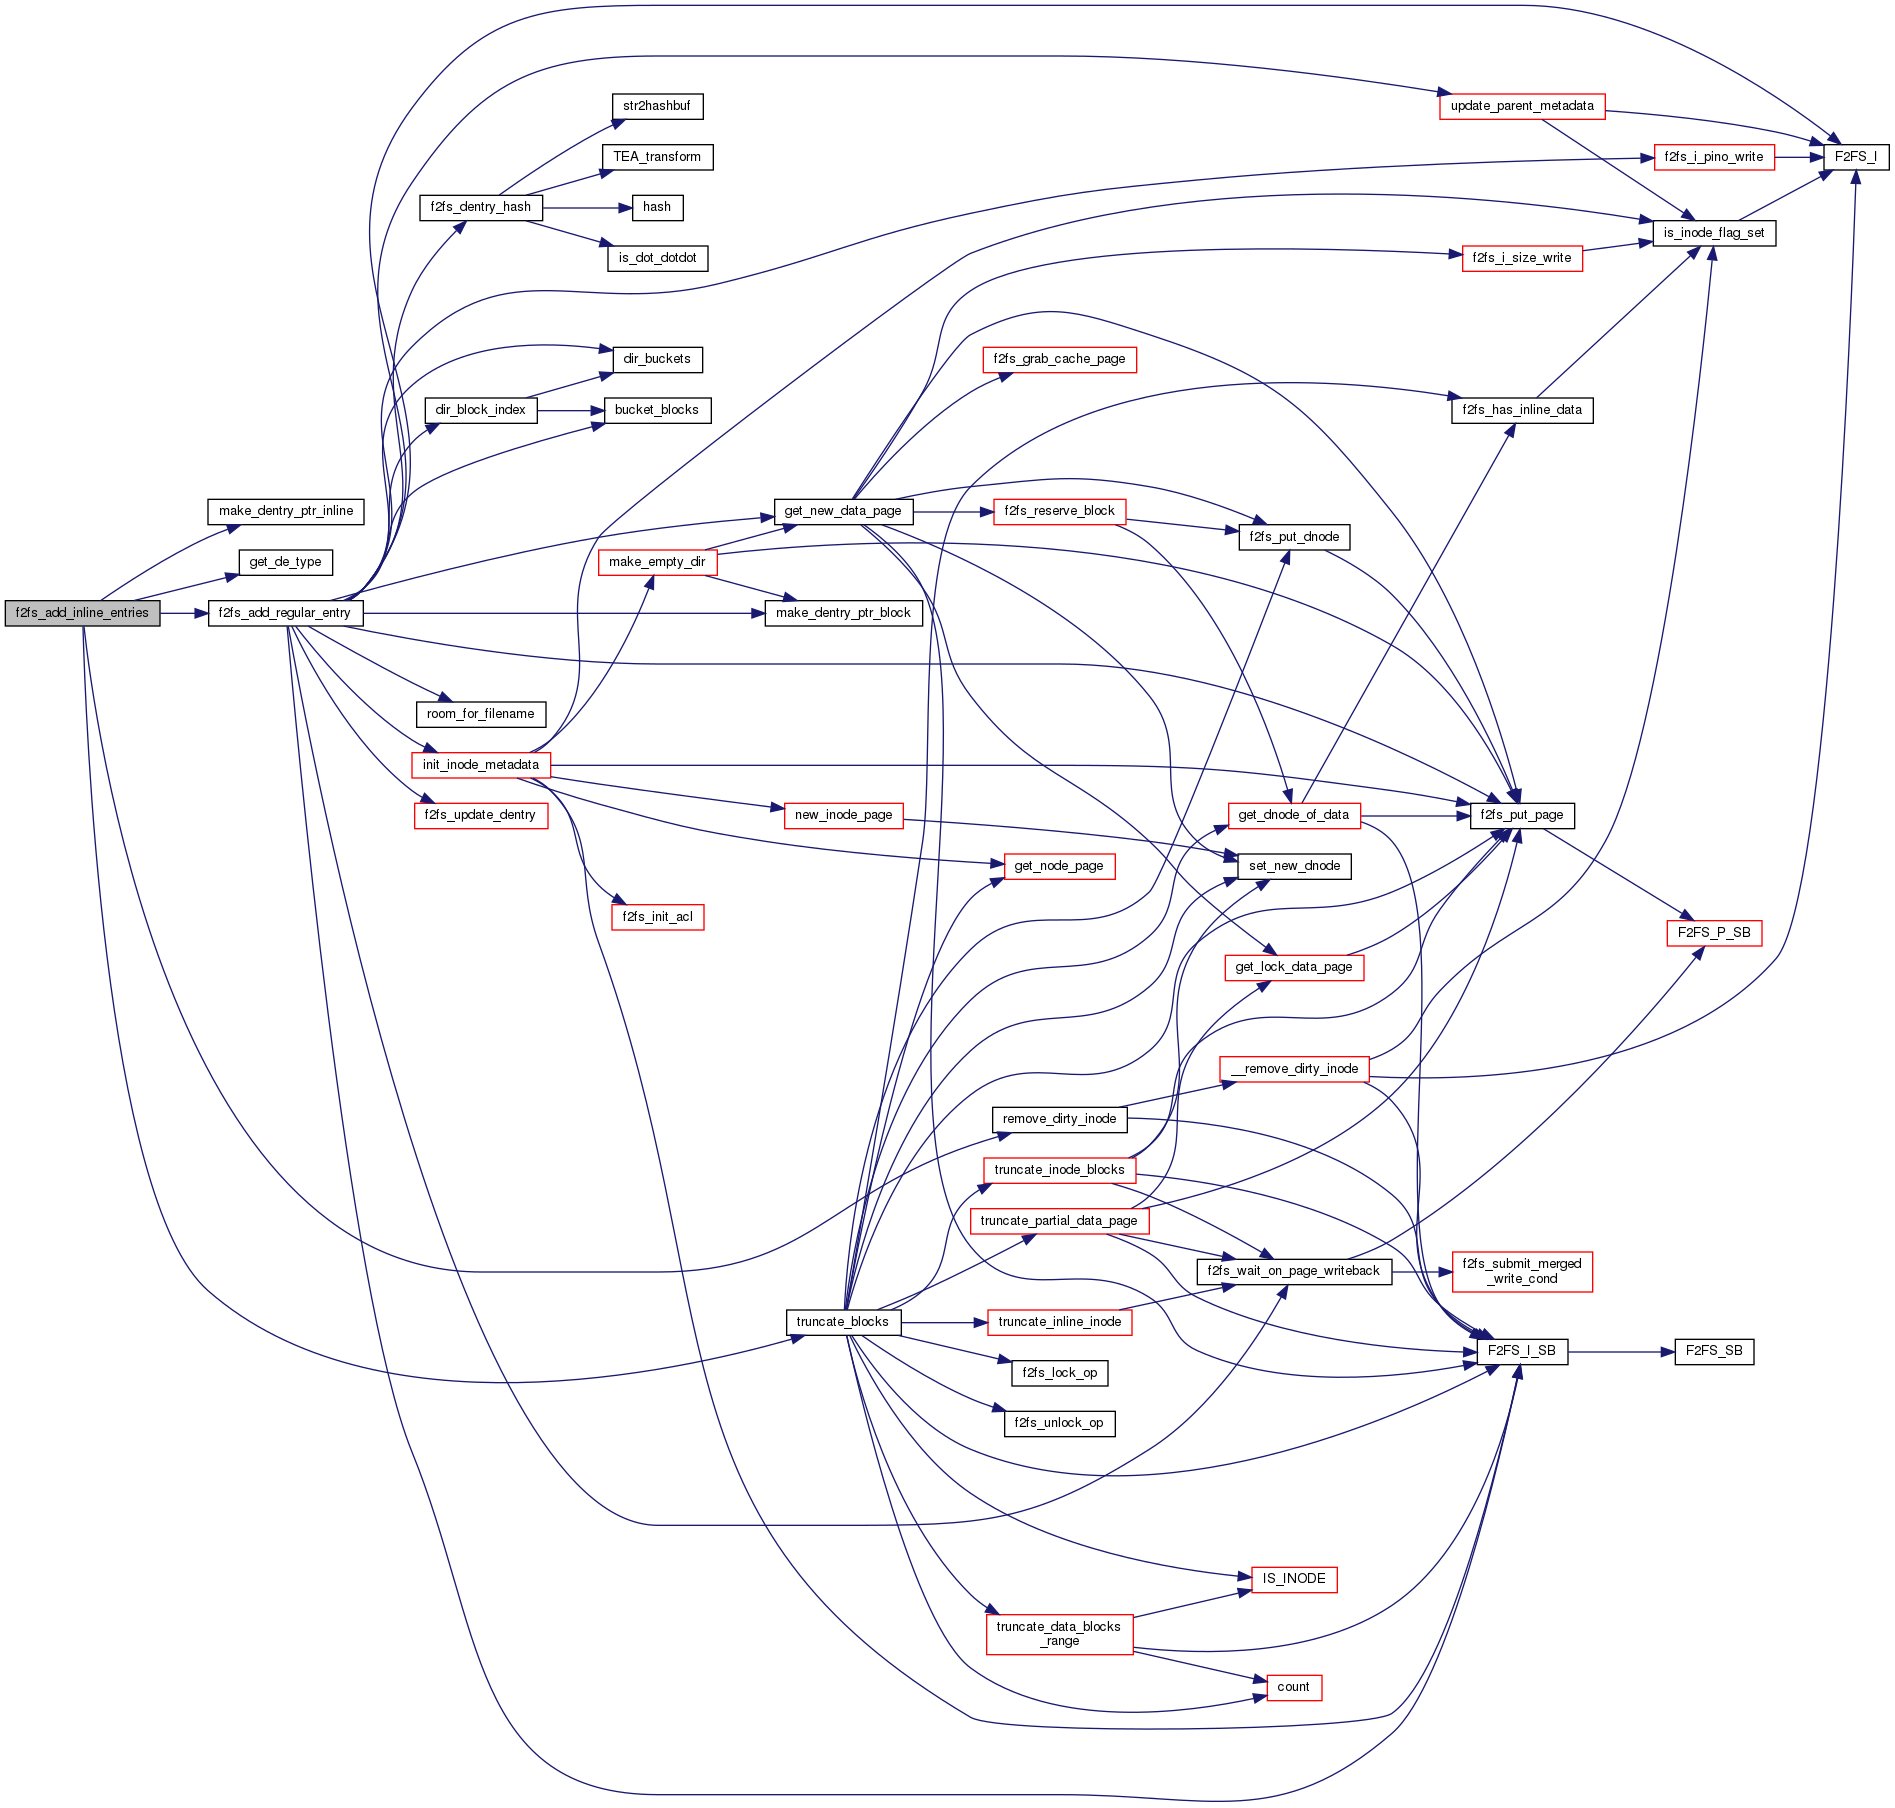 str2hashbuf
update_parent_metadata
TEA_transform
f2fs_i_pino_write
F2FS_I
f2fs_dentry_hash
hash
is_inode_flag_set
is_dot_dotdot
f2fs_i_size_write
dir_buckets
f2fs_grab_cache_page
dir_block_index
bucket_blocks
f2fs_has_inline_data
make_dentry_ptr_inline
get_new_data_page
f2fs_reserve_block
f2fs_put_dnode
get_de_type
make_empty_dir
f2fs_add_inline_entries
f2fs_add_regular_entry
make_dentry_ptr_block
room_for_filename
init_inode_metadata
f2fs_update_dentry
new_inode_page
get_dnode_of_data
f2fs_put_page
get_node_page
set_new_dnode
f2fs_init_acl
F2FS_P_SB
get_lock_data_page
__remove_dirty_inode
remove_dirty_inode
truncate_inode_blocks
truncate_partial_data_page
f2fs_wait_on_page_writeback
f2fs_submit_merged
_write_cond
truncate_blocks
truncate_inline_inode
F2FS_I_SB
F2FS_SB
f2fs_lock_op
f2fs_unlock_op
IS_INODE
truncate_data_blocks
_range
count